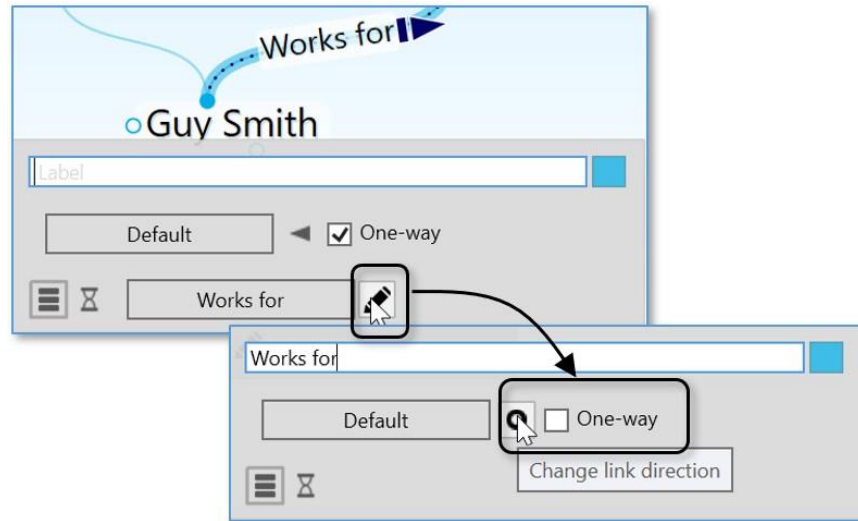 Works for
Guy Smith
Label
Default
One-way
Works for
Works for
Default
One-way
Change link direction